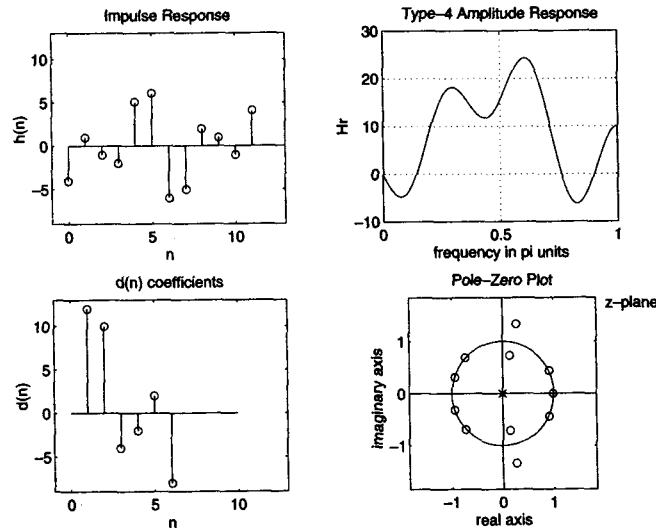 Impulse Response
h(n)
10
5
0
−5
0
5
10
n
Type−4 Amplitude Response
Hr
30
20
10
0
−10
0
0.5
1
frequency in pi units
d(n) coefficients
d(n)
10
5
0
−5
0
5
10
n
Pole−Zero Plot
z−plane
imaginary axis
1
0
−1
−1
0
1
real axis